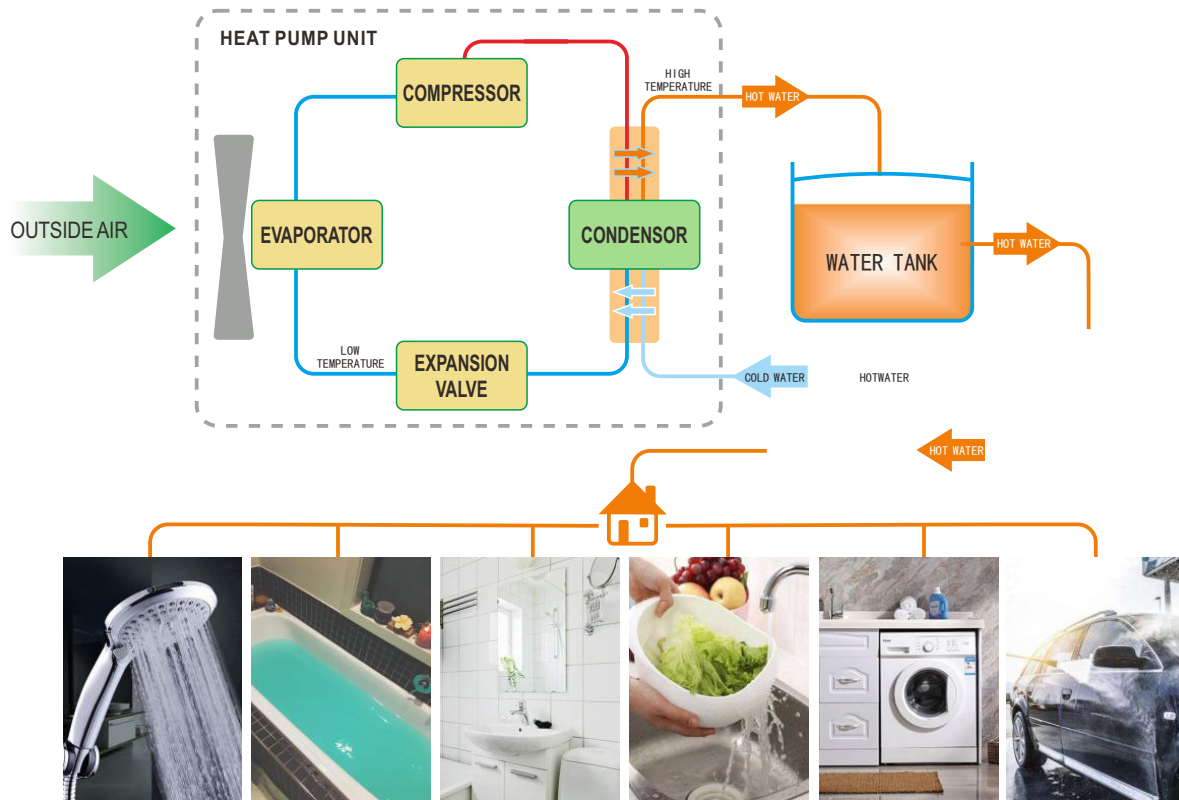 HEAT PUMP UNIT
COMPRESSOR
HIGH
TEMPERATURE
HOT WATER
OUTSIDE AIR
EVAPORATOR
CONDENSOR
WATER TANK
HOT WATER
LOW
TEMPERATURE
EXPANSION
VALVE
COLD WATER
HOTWATER
HOT WATER